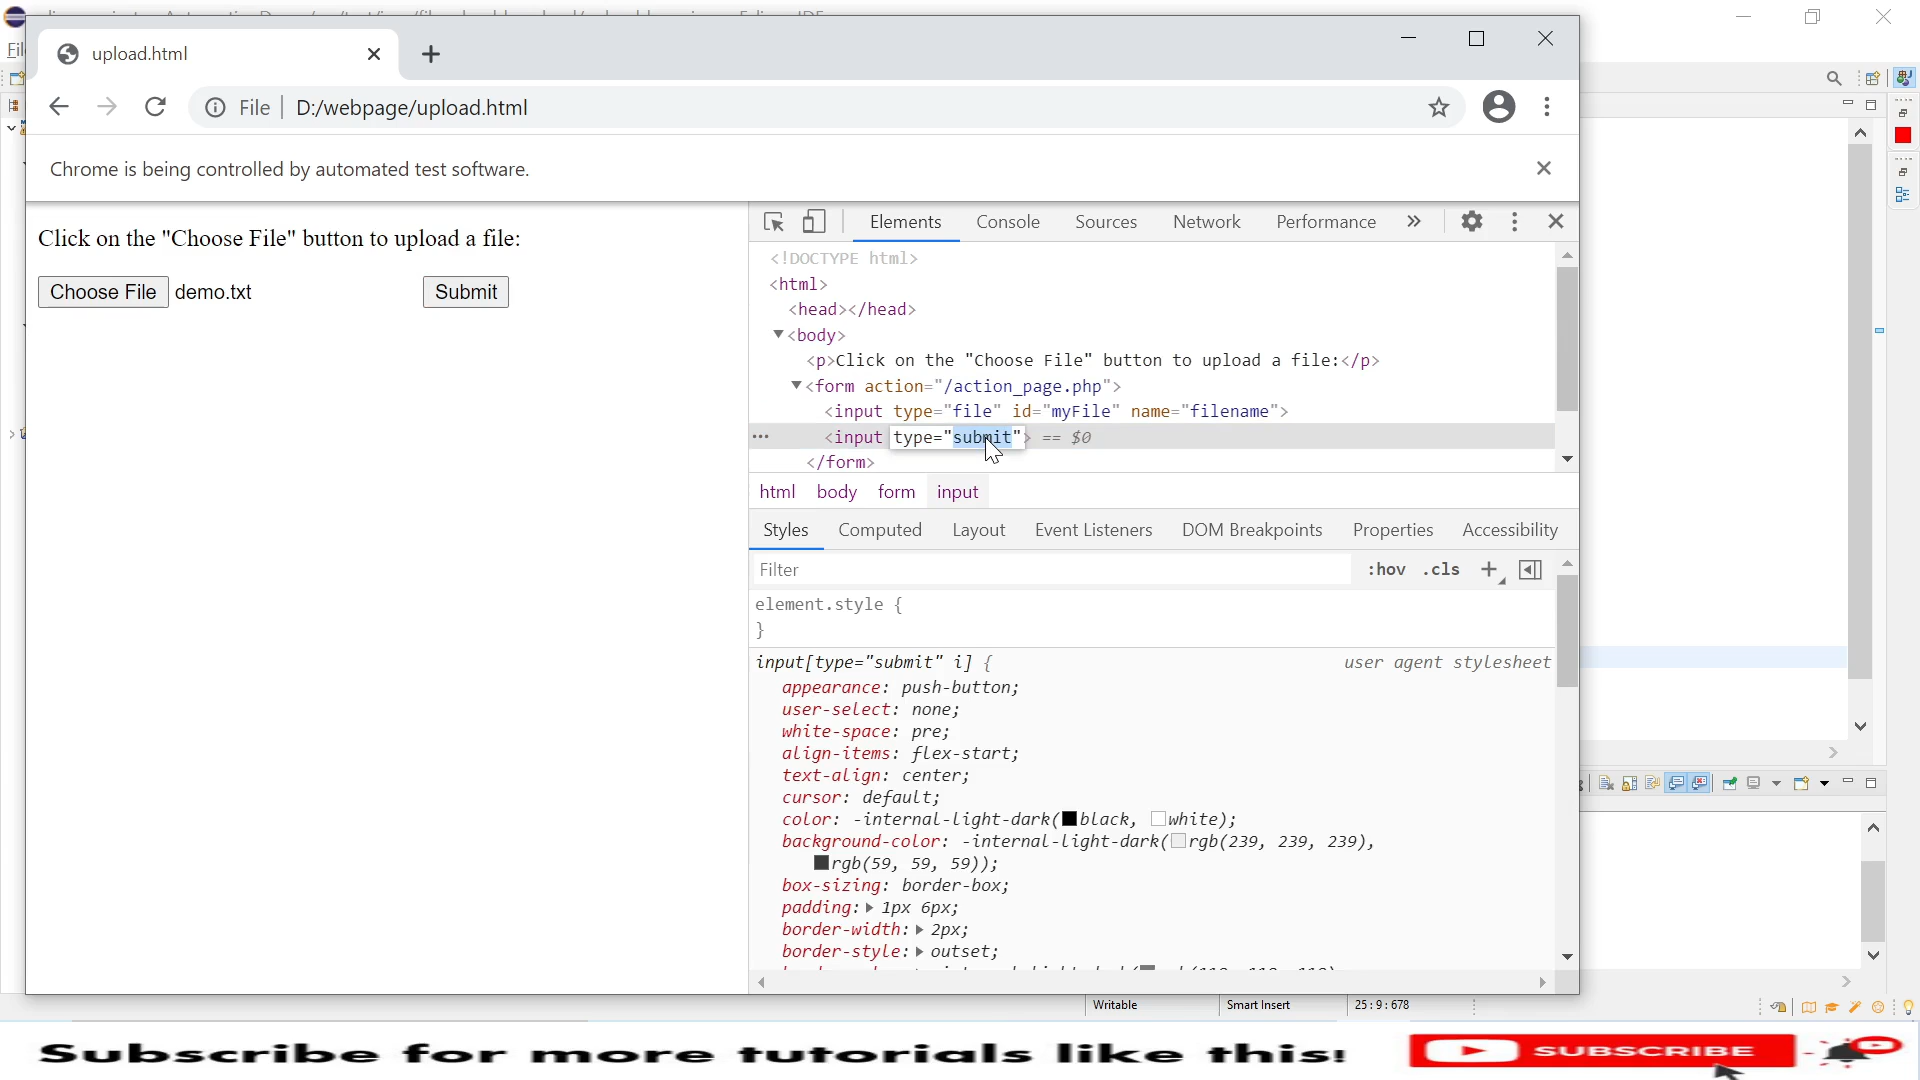 upload.html
File D:/webpage/upload.html
Chrome is being controlled by automated test software.
Click on the "Choose File" button to upload a file:
Choose File demo.txt Submit
Elements Console Sources Network Performance
<!DOCTYPE html>
<html>
<head></head>
<body>
<p>Click on the "Choose File" button to upload a file:</p>
<form action="/action_page.php">
<input type="file" id="myFile" name="filename">
<input type="submit"> == $0
</form>
html body form input
Styles Computed Layout Event Listeners DOM Breakpoints Properties Accessibility
Filter :hov .cls
element.style {
}
input[type="submit" i] { user agent stylesheet
appearance: push-button;
user-select: none;
white-space: pre;
align-items: flex-start;
text-align: center;
cursor: default;
color: -internal-light-dark(black, white);
background-color: -internal-light-dark(rgb(239, 239, 239),
rgb(59, 59, 59));
box-sizing: border-box;
padding: 1px 6px;
border-width: 2px;
border-style: outset;
Writable Smart Insert 25:9:678
Subscribe for more tutorials like this! SUBSCRIBE